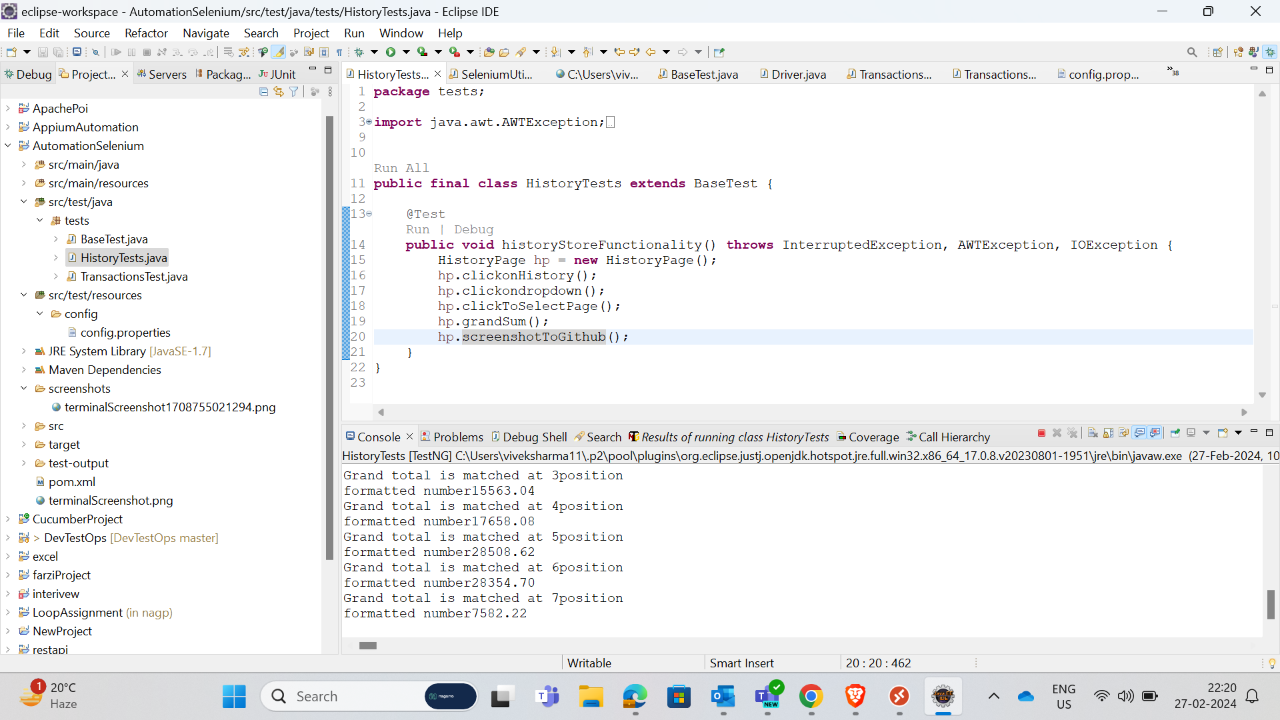 eclipse-workspace - AutomationSelenium/src/test/java/tests/HistoryTests.java - Eclipse IDE
File Edit Source Refactor Navigate Search Project Run Window Help
Debug Project... Servers Packag... JUnit
ApachePoi
AppiumAutomation
AutomationSelenium
src/main/java
src/main/resources
src/test/java
tests
BaseTest.java
HistoryTests.java
TransactionsTest.java
src/test/resources
config
config.properties
JRE System Library [JavaSE-1.7]
Maven Dependencies
screenshots
terminalScreenshot1708755021294.png
src
target
test-output
pom.xml
terminalScreenshot.png
CucumberProject
> DevTestOps [DevTestOps master]
excel
farziProject
interivew
LoopAssignment (in nagp)
NewProject
restapi
HistoryTests... SeleniumUti... C:\Users\viv... BaseTest.java Driver.java Transactions... Transactions... config.prop... 38
1 package tests;
2
3 import java.awt.AWTException;
9
10
Run All
11 public final class HistoryTests extends BaseTest {
12
13 @Test
Run | Debug
14 public void historyStoreFunctionality() throws InterruptedException, AWTException, IOException {
15 HistoryPage hp = new HistoryPage();
16 hp.clickonHistory();
17 hp.clickondropdown();
18 hp.clickToSelectPage();
19 hp.grandSum();
20 hp.screenshotToGithub();
21 }
22 }
23
Console Problems Debug Shell Search Results of running class HistoryTests Coverage Call Hierarchy
HistoryTests [TestNG] C:\Users\viveksharma11\.p2\pool\plugins\org.eclipse.justj.openjdk.hotspot.jre.full.win32.x86_64_17.0.8.v20230801-1951\jre\bin\javaw.exe (27-Feb-2024, 10
Grand total is matched at 3position
formatted number15563.04
Grand total is matched at 4position
formatted number17658.08
Grand total is matched at 5position
formatted number28508.62
Grand total is matched at 6position
formatted number28354.70
Grand total is matched at 7position
formatted number7582.22
Writable Smart Insert 20 : 20 : 462
1
20°C
Haze
Search
NEW
ENG
US
22:20
27-02-2024